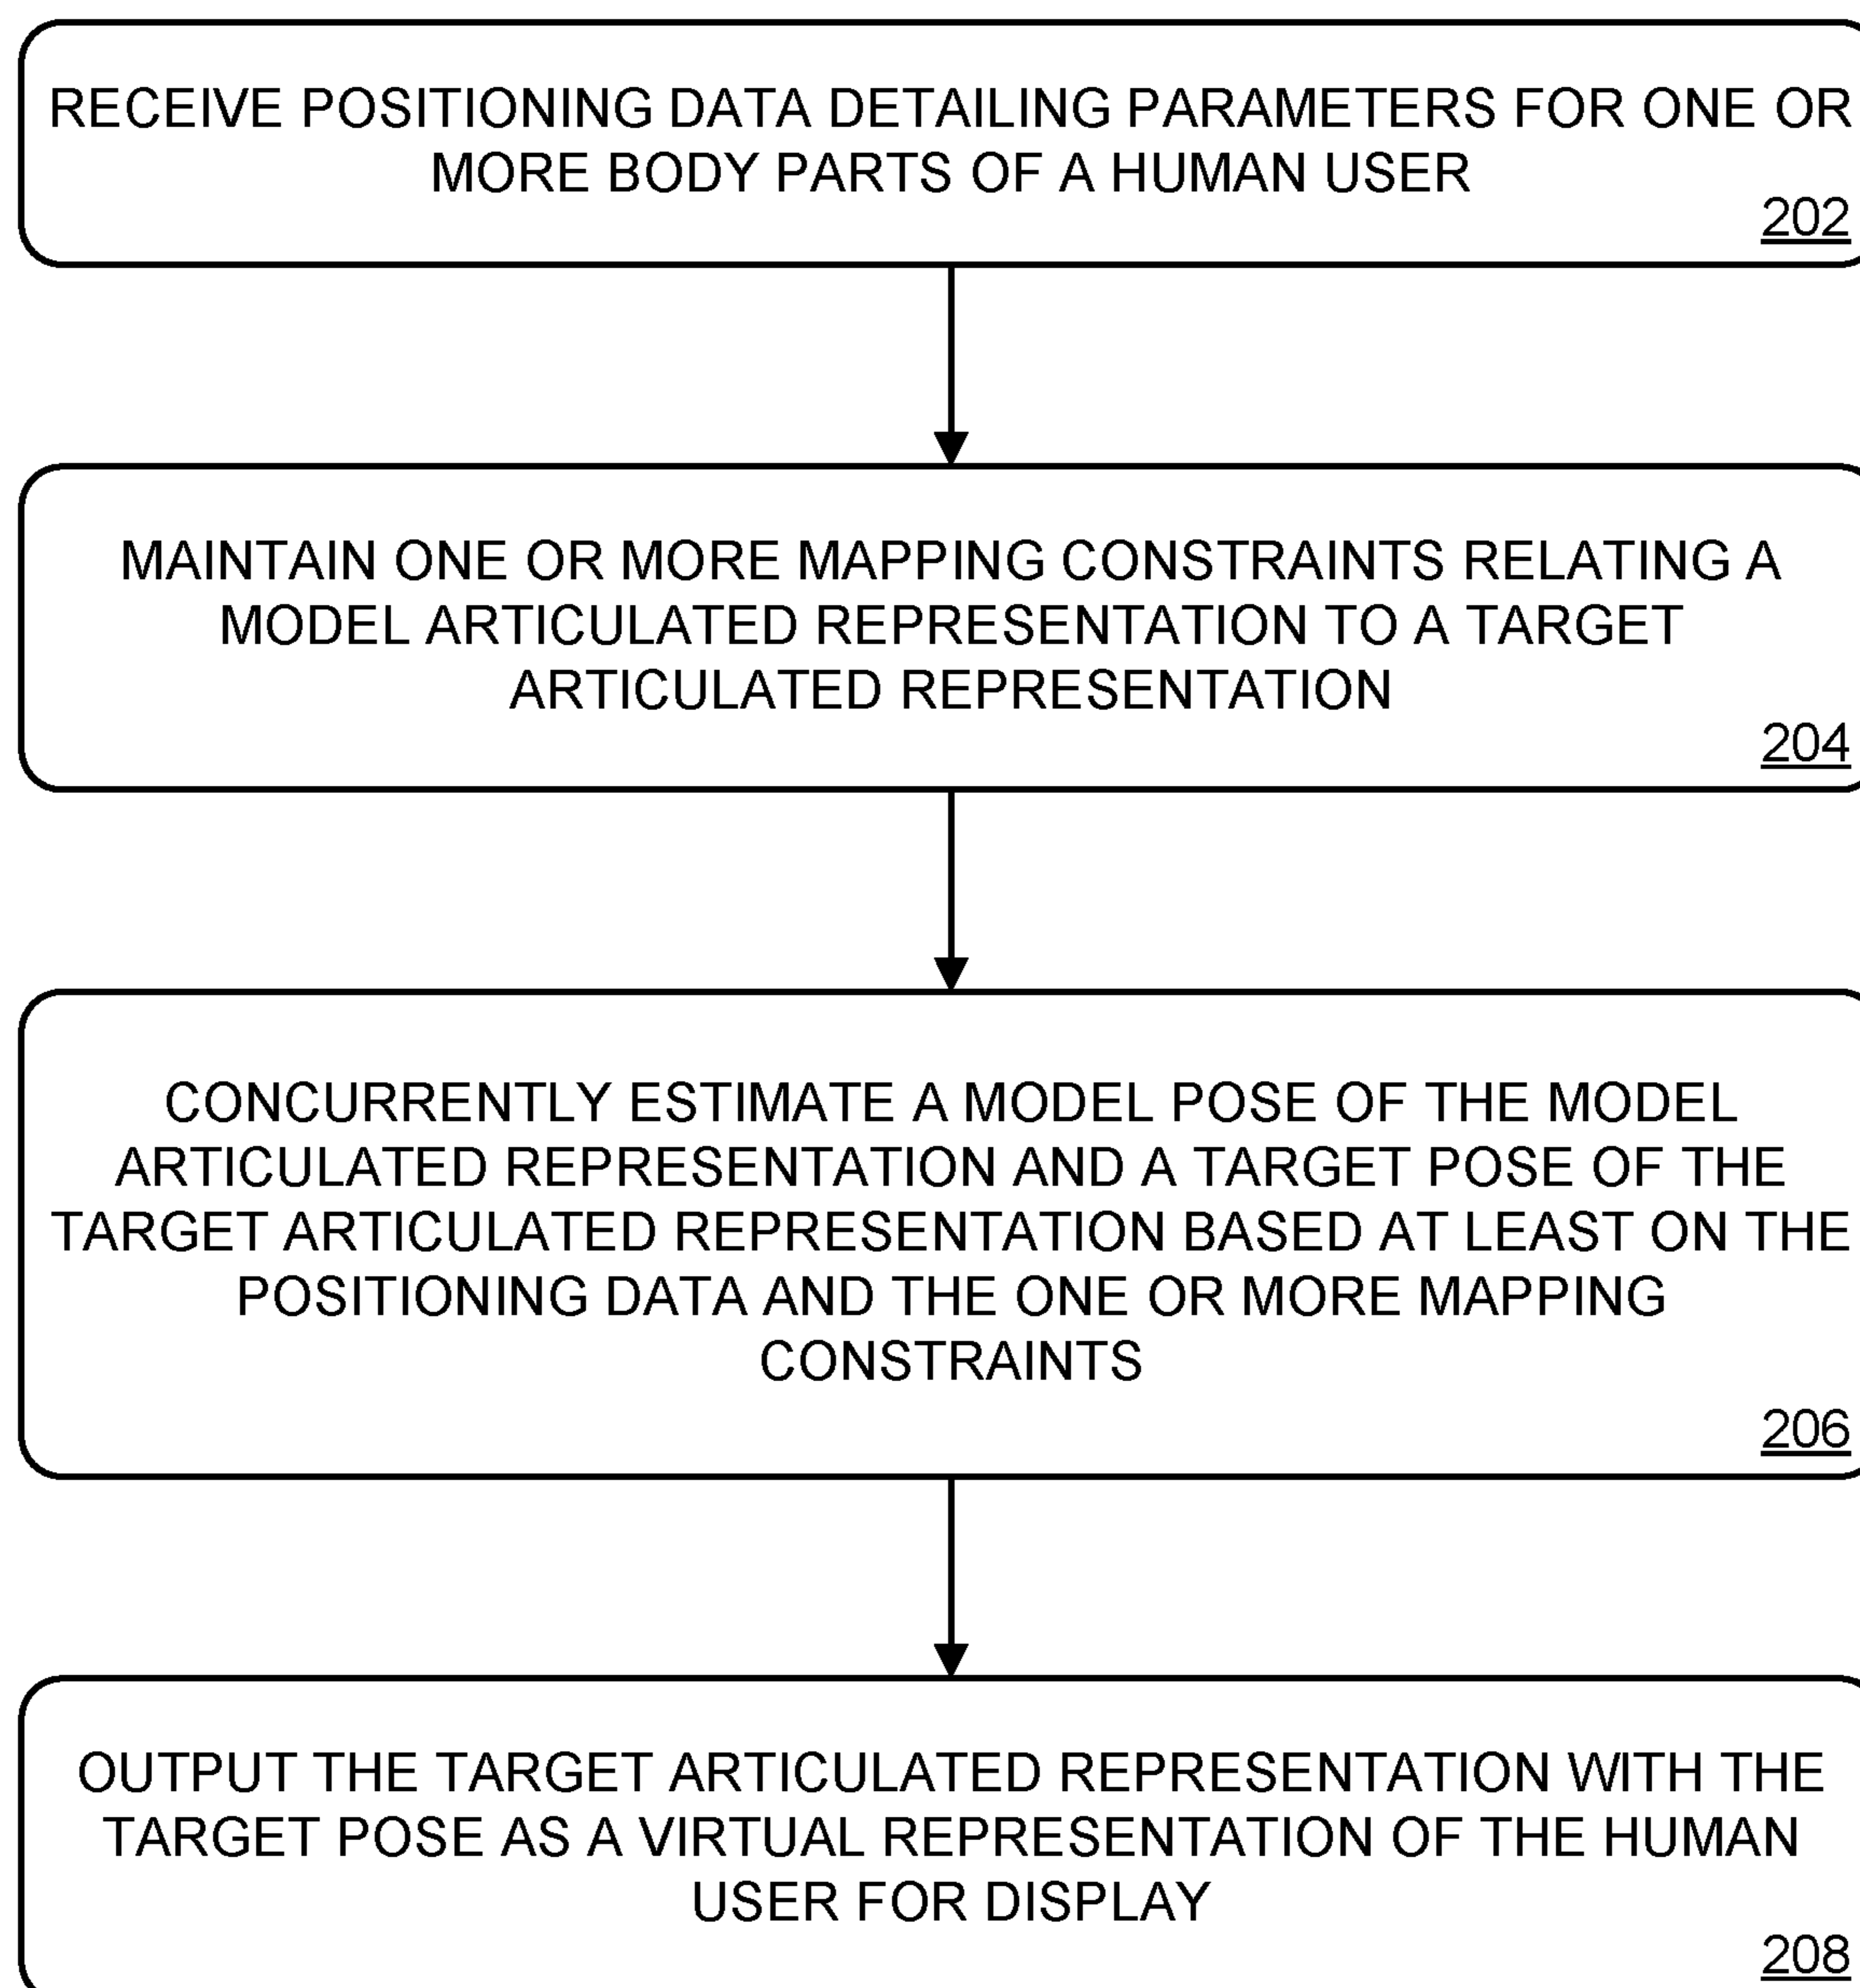 RECEIVE POSITIONING DATA DETAILING PARAMETERS FOR ONE OR
MORE BODY PARTS OF A HUMAN USER
202
MAINTAIN ONE OR MORE MAPPING CONSTRAINTS RELATING A
MODEL ARTICULATED REPRESENTATION TO A TARGET
ARTICULATED REPRESENTATION
204
CONCURRENTLY ESTIMATE A MODEL POSE OF THE MODEL
ARTICULATED REPRESENTATION AND A TARGET POSE OF THE
TARGET ARTICULATED REPRESENTATION BASED AT LEAST ON THE
POSITIONING DATA AND THE ONE OR MORE MAPPING
CONSTRAINTS
206
OUTPUT THE TARGET ARTICULATED REPRESENTATION WITH THE
TARGET POSE AS A VIRTUAL REPRESENTATION OF THE HUMAN
USER FOR DISPLAY
208